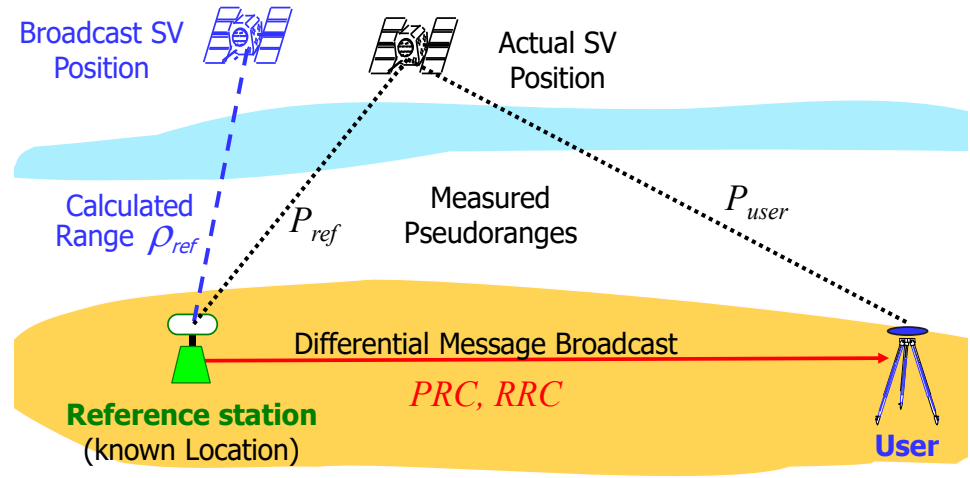 Broadcast SV
Position
Actual SV
Position
Calculated
Range ρref
Pref
Measured
Pseudoranges
Puser
Differential Message Broadcast
PRC, RRC
Reference station
(known Location)
User